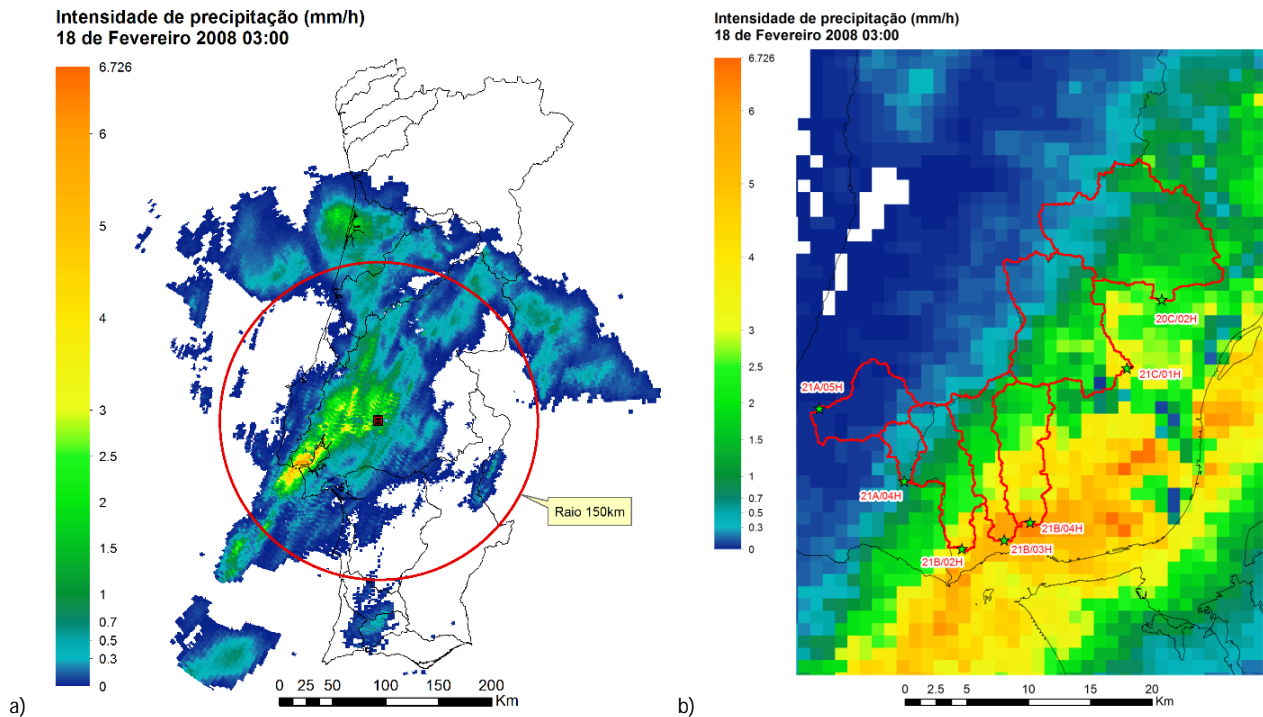 Intensidade de precipitação (mm/h)
18 de Fevereiro 2008 03:00
6.726
6
5
4
3
2.5
2
1.5
1
0.7
0.5
0.3
0
Raio 150km
0 25 50 100 150 200
Km
a)
Intensidade de precipitação (mm/h)
18 de Fevereiro 2008 03:00
6.726
6
5
4
3
2.5
2
1.5
1
0.7
0.5
0.3
0
20C/02H
21C/01H
21A/05H
21A/04H
21B/04H
21B/03H
21B/02H
0 2.5 5 10 15 20
Km
b)